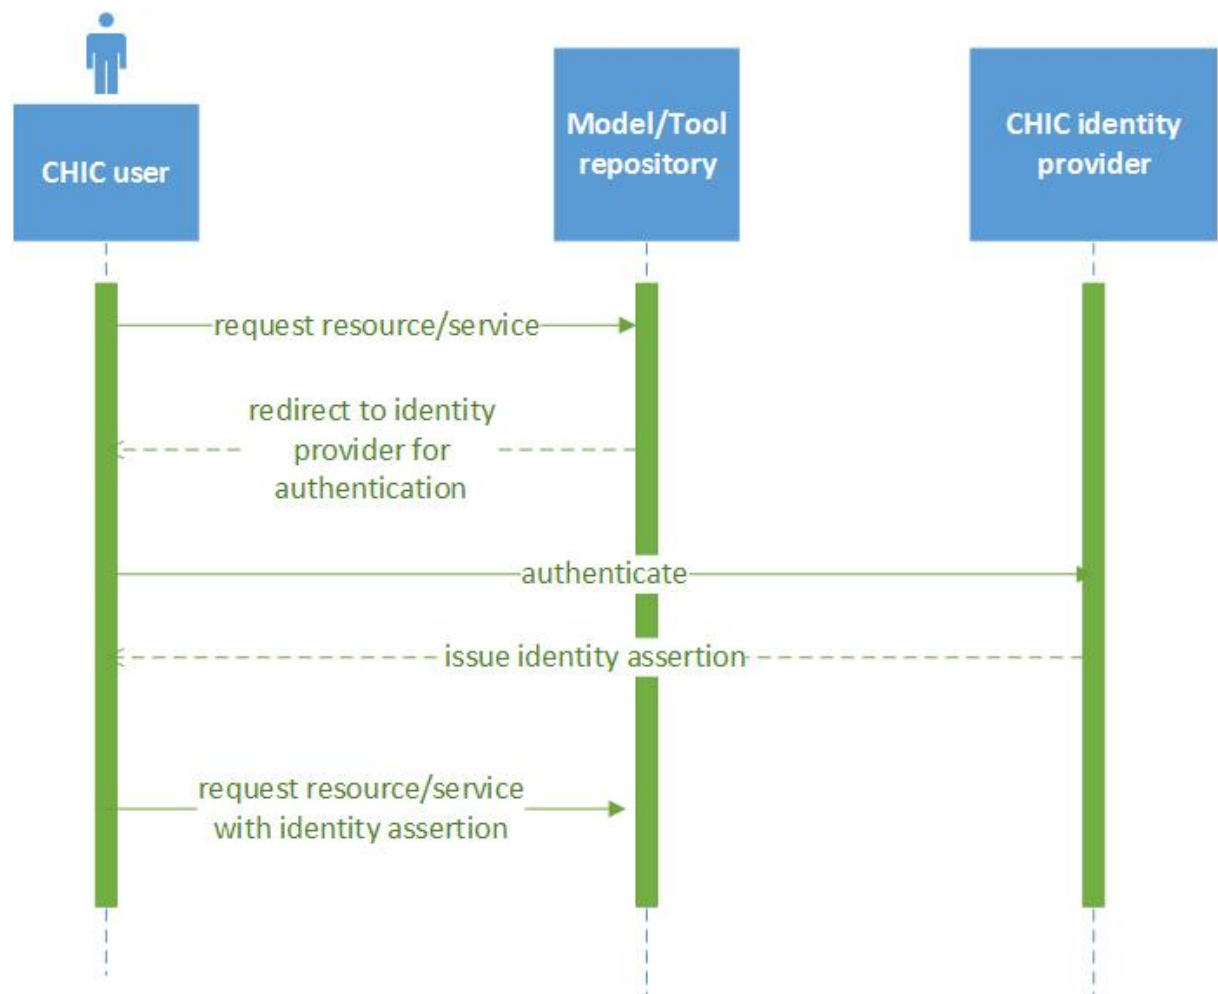 CHIC user
Model/Tool
repository
CHIC identity
provider
request resource/service
redirect to identity
provider for
authentication
authenticate
issue identity assertion
request resource/service
with identity assertion